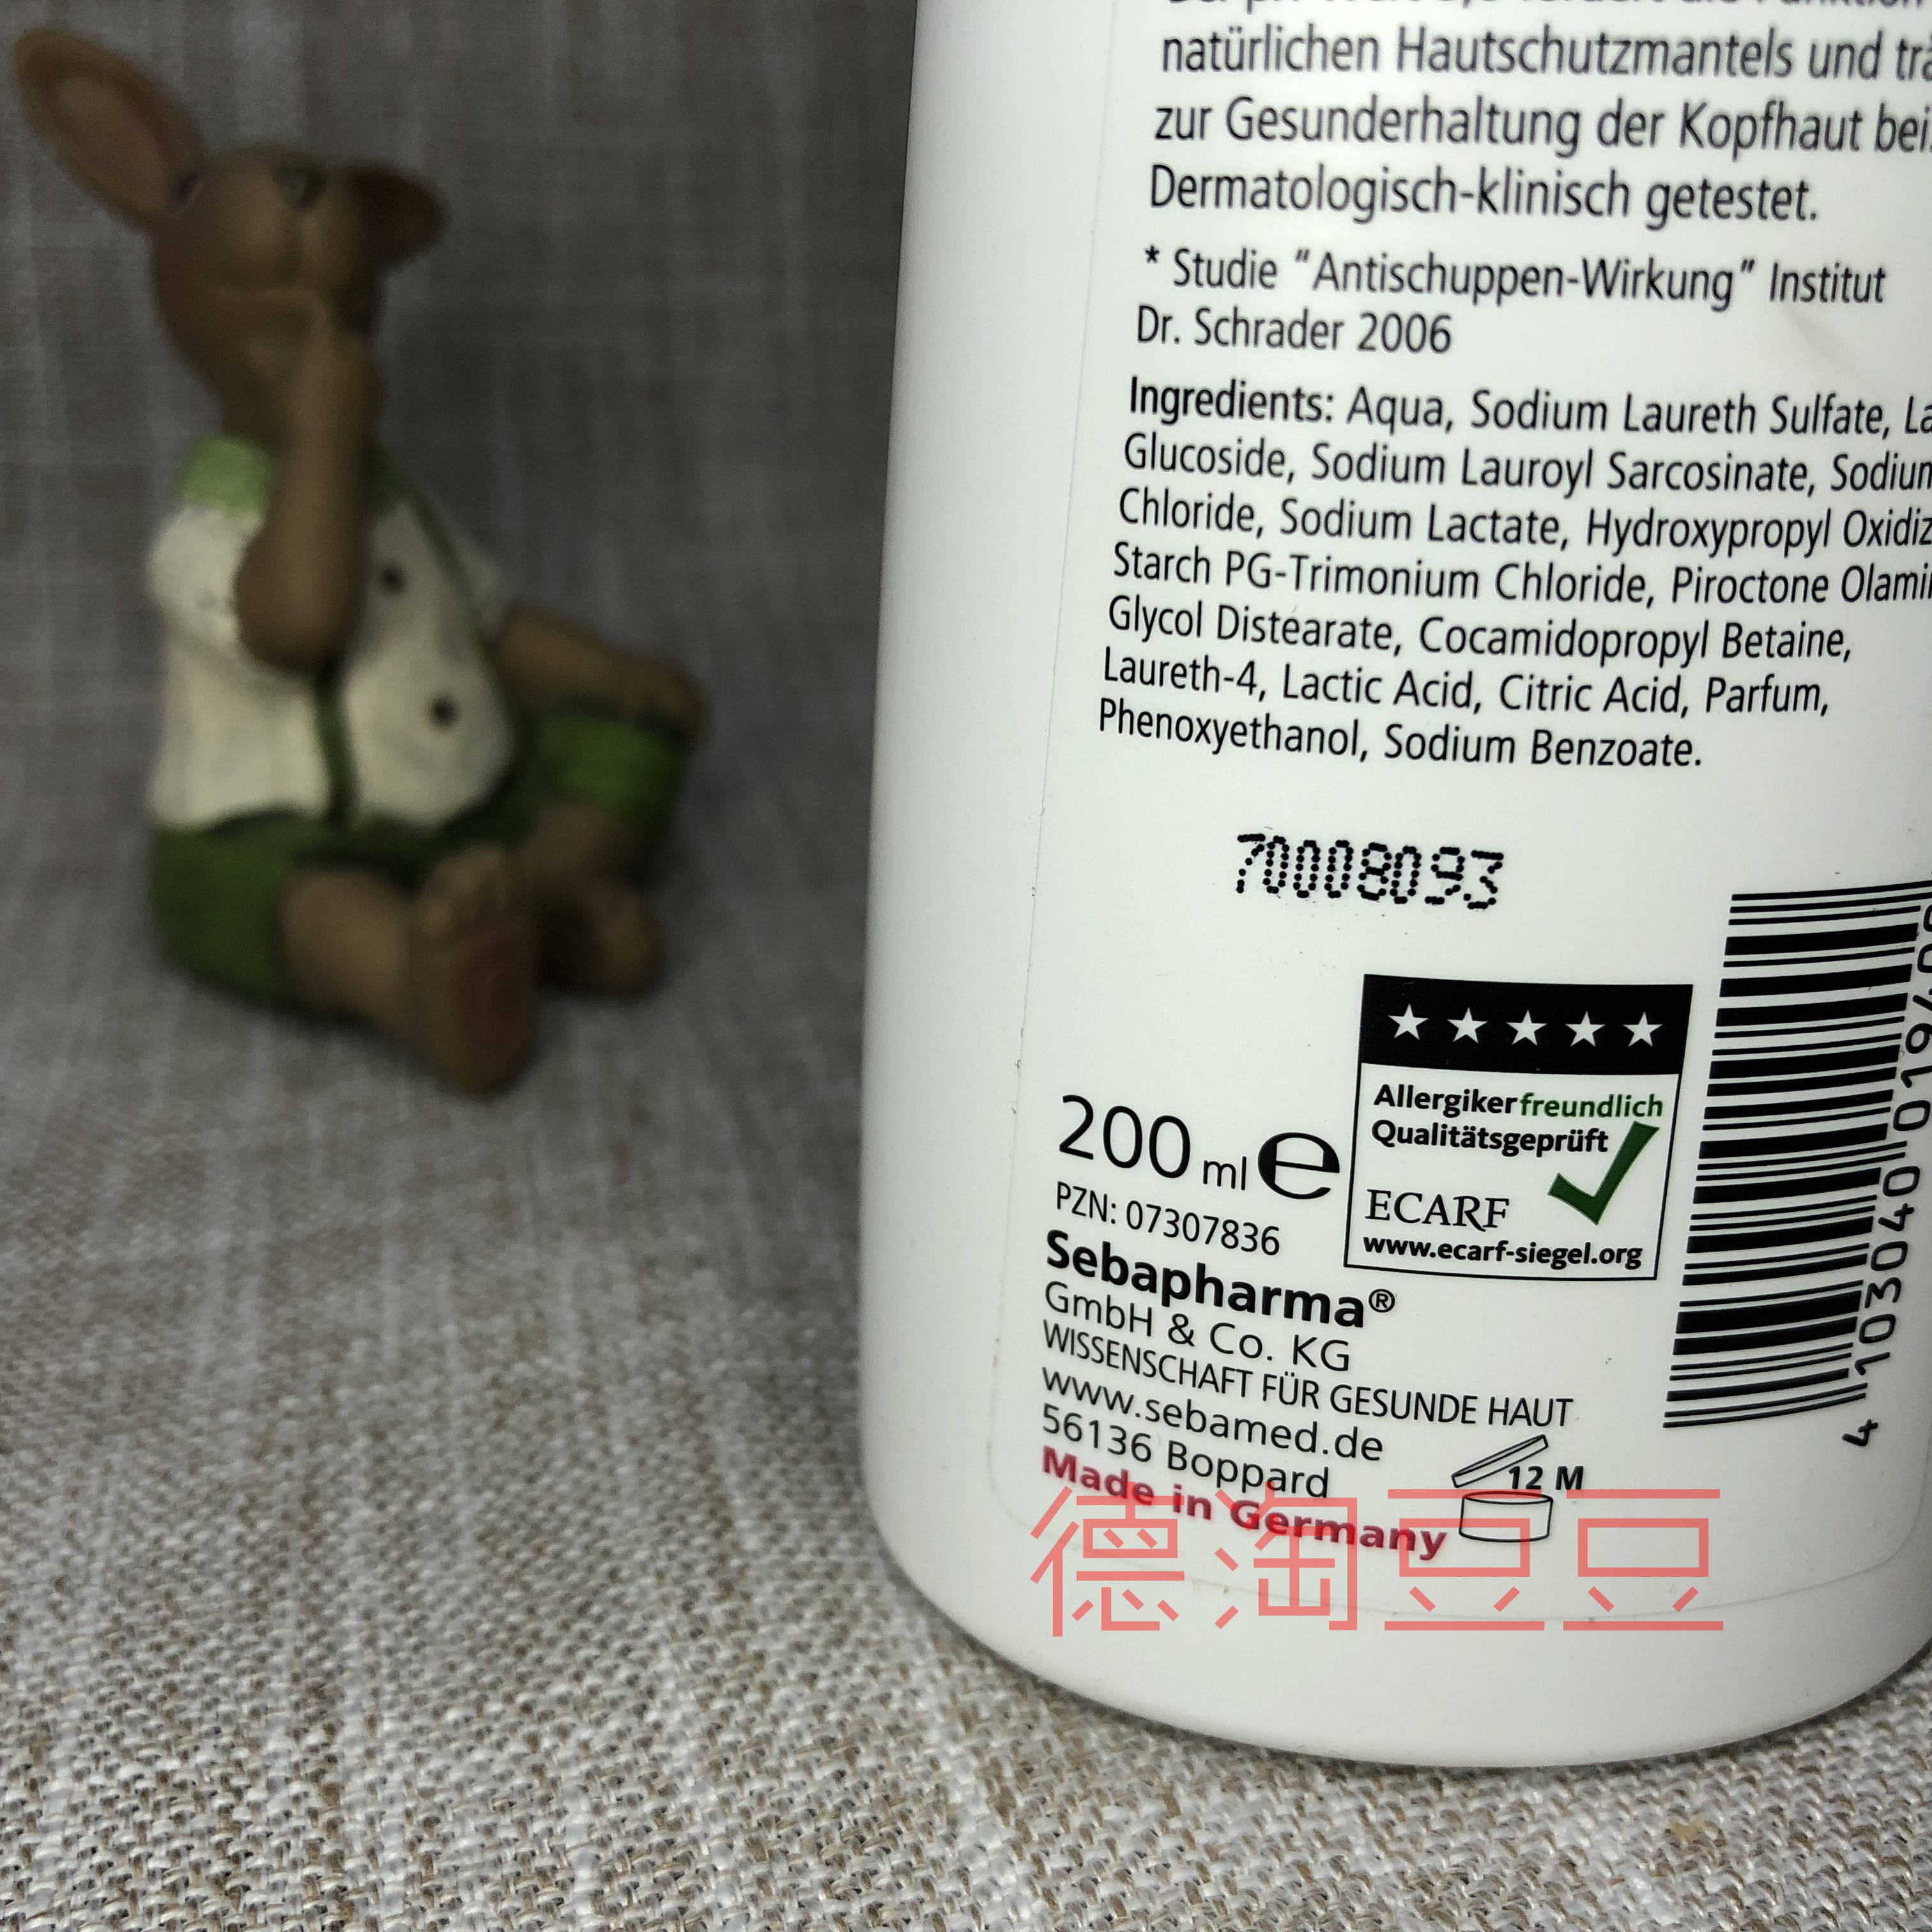 natürlichen Hautschutzmantels und
zur Gesunderhaltung der Kopfhaut
Dermatologisch-klinisch getestet.
* Studie "Antischuppen-Wirkung" Institut
Dr. Schrader 2006
Ingredients: Aqua, Sodium Laureth Sulfate,
Glucoside, Sodium Lauroyl Sarcosinate, Sodium
Chloride, Sodium Lactate, Hydroxypropyl
Starch PG-Trimonium Chloride, Piroctone
Glycol Distearate, Cocamidopropyl Betaine,
Laureth-4, Lactic Acid, Citric Acid, Parfum,
Phenoxyethanol, Sodium Benzoate.
70008093
Allergikerfreundlich
Qualitätsgeprüft
ECARF
www.ecarf-siegel.org
200 ml e
PZN: 07307836
Sebapharma®
GmbH & Co. KG
WISSENSCHAFT FÜR GESUNDE HAUT
www.sebamed.de
56136 Boppard
Made in Germany
12 M
德淘豆豆